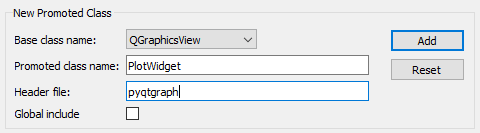 New Promoted Class
Base class name: QGraphicsView Add
Promoted class name: PlotWidget Reset
Header file: pyqtgraph
Global include